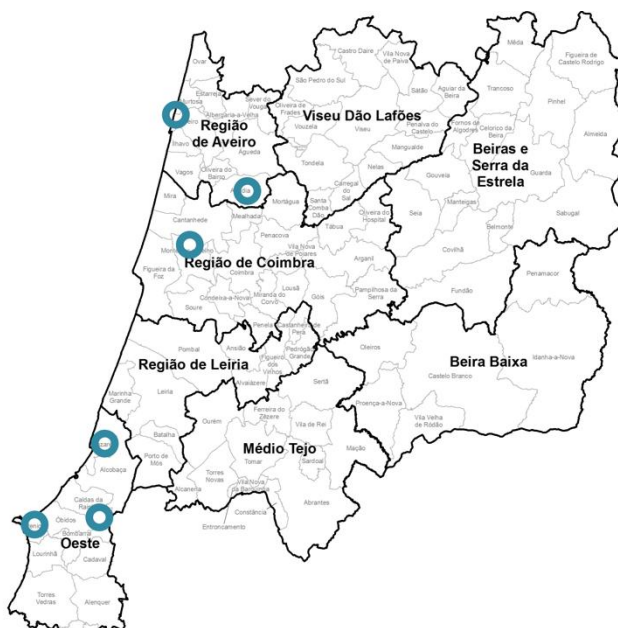 Ovar
Estarreja
Murtosa
Sever do
Vouga
Albergaria-a-Velha
Região
de Aveiro
Ílhavo
Águeda
Vagos
Oliveira do
Bairro
Castro Daire
Vila Nova
de Paiva
São Pedro do Sul
Oliveira de
Frades
Sátão
Aguiar da
Beira
Viseu Dão Lafões
Vouzela
Viseu
Penalva do
Castelo
Mangualde
Tondela
Nelas
Carregal do
Sal
Santa
Comba
Dão
Mortágua
Mêda
Figueira de
Castelo Rodrigo
Trancoso
Pinhel
Fornos de
Algodres
Celorico da
Beira
Almeida
Beiras e
Serra da
Estrela
Gouveia
Guarda
Manteigas
Seia
Belmonte
Sabugal
Covilhã
Fundão
Mira
Cantanhede
Mealhada
Penacova
Tábua
Oliveira do
Hospital
Vila Nova
de Poiares
Arganil
Região de Coimbra
Figueira da
Foz
Coimbra
Condeixa-a-Nova
Miranda do
Corvo
Lousã
Góis
Pampilhosa da
Serra
Soure
Penela
Castanheira de
Pera
Pombal
Ansião
Pedrógão
Grande
Figueiró
dos
Vinhos
Região de Leiria
Alvaiázere
Leiria
Marinha
Grande
Batalha
Porto de
Mós
Penamacor
Oleiros
Beira Baixa
Idanha-a-Nova
Castelo Branco
Proença-a-Nova
Vila Velha
de Ródão
Sertã
Ferreira do
Zêzere
Ourém
Vila de Rei
Médio Tejo
Tomar
Sardoal
Mação
Torres
Novas
Vila Nova
da Barquinha
Alcanena
Constância
Abrantes
Entroncamento
Alcobaça
Caldas da
Óbidos
Bombarral
Oeste
Lourinhã
Cadaval
Torres
Vedras
Alenquer